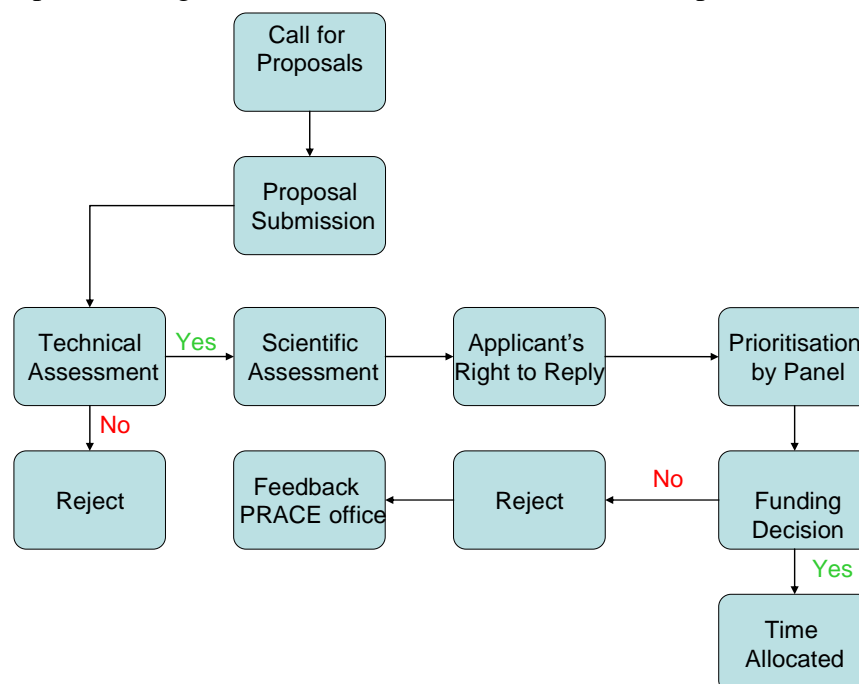 Call for
Proposals
Proposal
Submission
Technical
Assessment
Yes
Scientific
Assessment
Applicant's
Right to Reply
Prioritisation
by Panel
No
Reject
Feedback
PRACE office
Reject
No
Funding
Decision
Yes
Time
Allocated